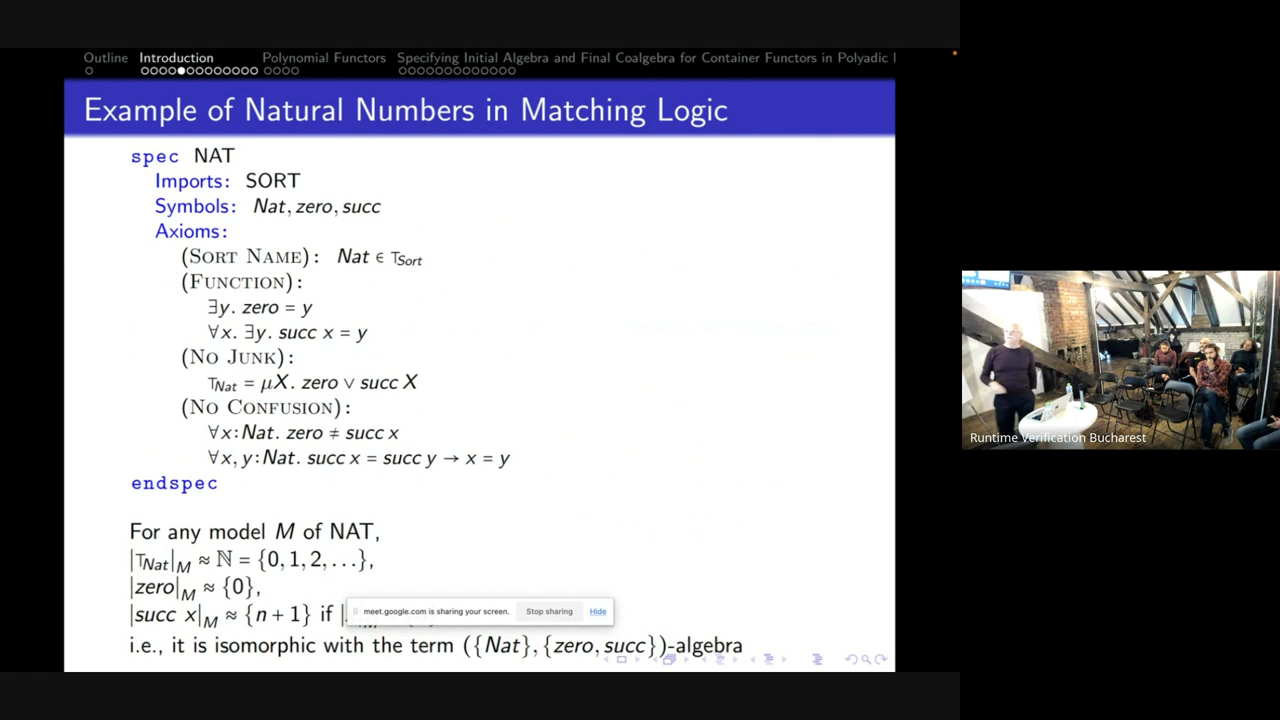 Outline Introduction Polynomial Functors Specifying Initial Algebra and Final Coalgebra for Container Functors in Polyadic
Example of Natural Numbers in Matching Logic
spec NAT
Imports: SORT
Symbols: Nat, zero, succ
Axioms:
(SORT NAME): Nat ∈ ⊤Sort
(FUNCTION):
∃y. zero = y
∀x. ∃y. succ x = y
(NO JUNK):
⊤Nat = μX. zero ∨ succ X
(NO CONFUSION):
∀x:Nat. zero ≠ succ x
∀x, y:Nat. succ x = succ y → x = y
endspec
For any model M of NAT,
|⊤Nat|M ≈ ℕ = {0, 1, 2, ...},
|zero|M ≈ {0},
|succ x|M ≈ {n + 1} if |
meet.google.com is sharing your screen. Stop sharing Hide
i.e., it is isomorphic with the term ({Nat}, {zero, succ})-algebra
Runtime Verification Bucharest